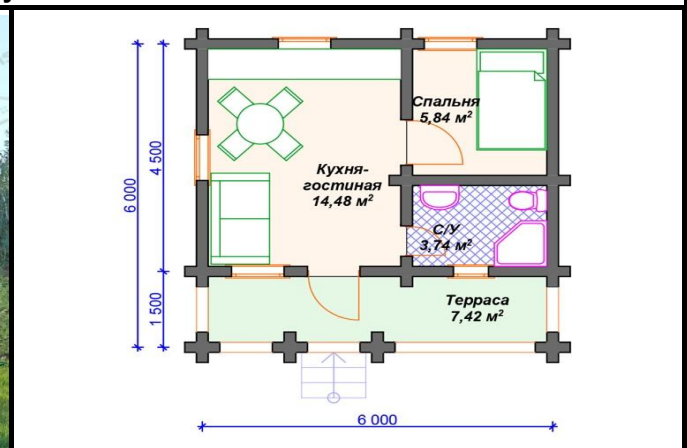 Спальня
5,84 м²
Кухня-
гостиная
14,48 м²
С/У
3,74 м²
Терраса
7,42 м²
6 000
4 500
1 500
6 000